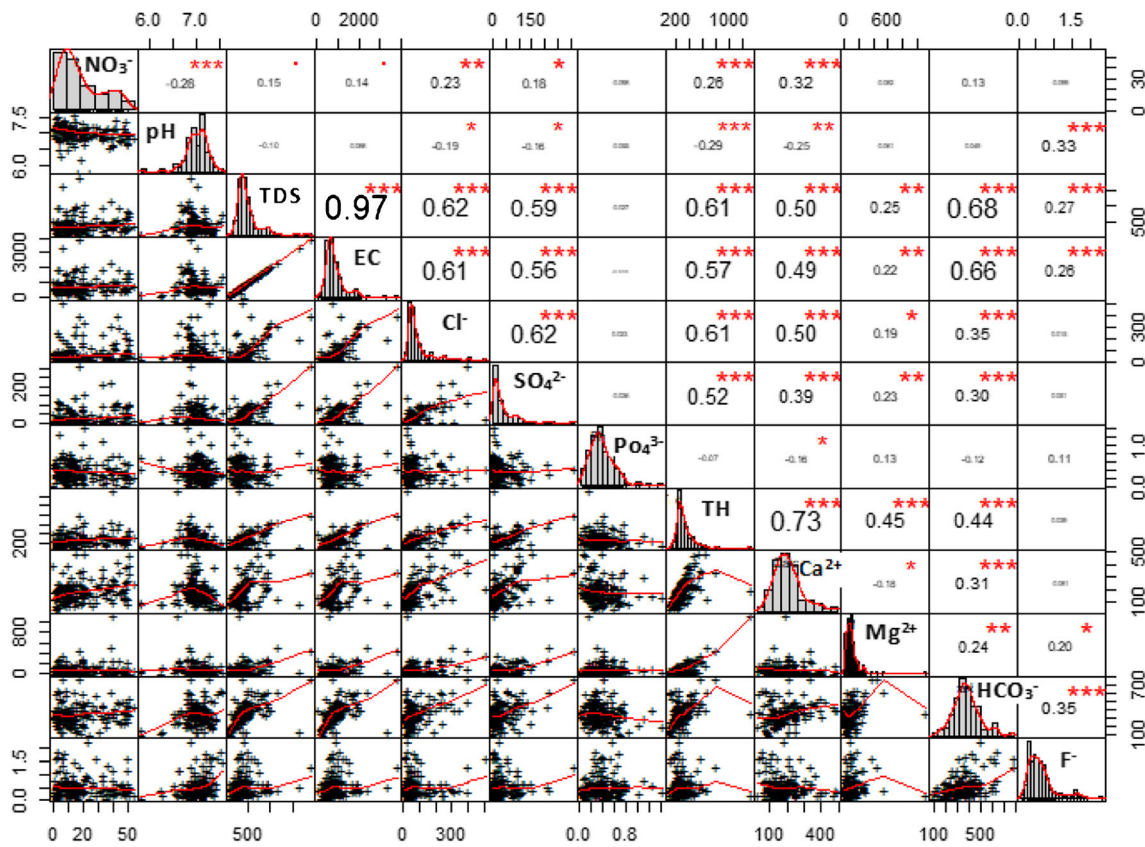 6.0 7.0 0 2000 0 150 200 1000 0 600 0.0 1.5
NO₃⁻ -0.28 *** 0.15 . 0.14 . 0.23 ** 0.18 * 0.26 *** 0.32 *** 0.13 0 30
7.5 6.0 pH -0.10 -0.19 * -0.16 * -0.29 *** -0.25 ** 0.33 ***
TDS 0.97 *** 0.62 *** 0.59 *** 0.61 *** 0.50 *** 0.25 ** 0.68 *** 0.27 *** 500
3000 0 EC 0.61 *** 0.56 *** 0.57 *** 0.49 *** 0.22 ** 0.66 *** 0.26 ***
Cl⁻ 0.62 *** 0.61 *** 0.50 *** 0.19 * 0.35 *** 0 300
200 0 SO₄²⁻ 0.52 *** 0.39 *** 0.23 ** 0.30 ***
Po₄³⁻ -0.07 -0.16 * 0.13 -0.12 0.11 0.0 1.0
200 TH 0.73 *** 0.45 *** 0.44 ***
Ca²⁺ -0.18 * 0.31 *** 100 500
800 0 Mg²⁺ 0.24 ** 0.20 *
HCO₃⁻ 0.35 *** 100 700
1.5 0.0 F⁻
0 20 50 500 0 300 0.0 0.8 100 400 100 500